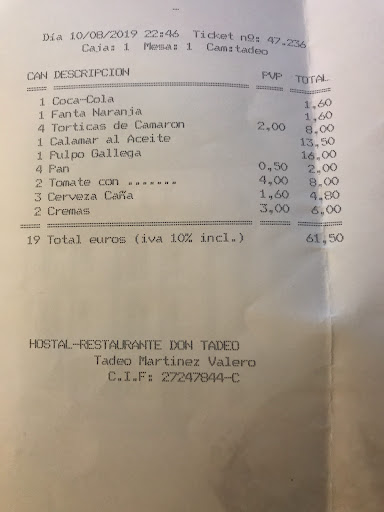 Día 10/08/2019 22:46 Ticket nº: 47.236
Caja: 1 Mesa: 1 Cam:tadeo
CAN DESCRIPCION PVP TOTAL
1 Coca-Cola 1,60
1 Fanta Naranja 1,60
4 Torticas de Camaron 2,00 8,00
1 Calamar al Aceite 13,50
1 Pulpo Gallega 16,00
4 Pan 0,50 2,00
2 Tomate con ,,,,,,, 4,00 8,00
3 Cerveza Caña 1,60 4,80
2 Cremas 3,00 6,00
19 Total euros (iva 10% incl.) 61,50
HOSTAL-RESTAURANTE DON TADEO
Tadeo Martinez Valero
C.I.F: 27247844-C